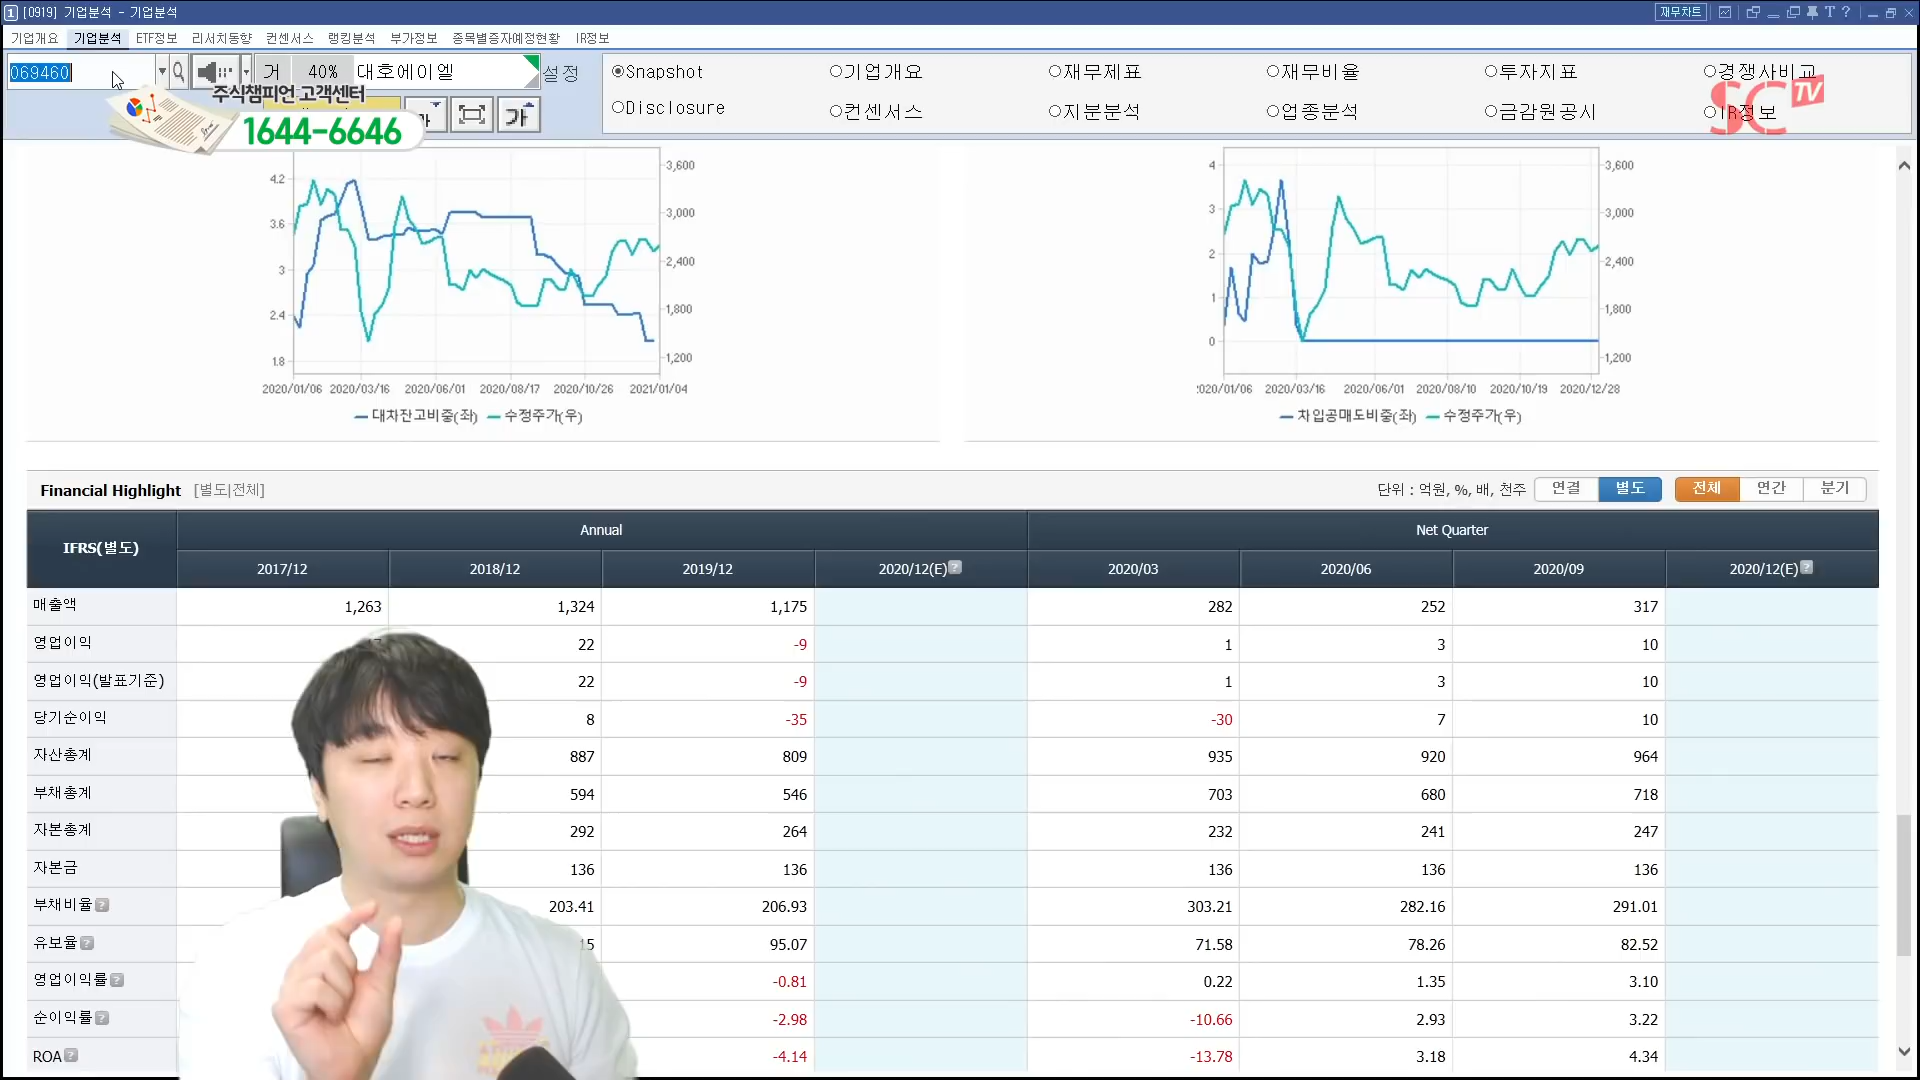 1 [0919] 기업분석 - 기업분석 재무차트
기업개요 기업분석 ETF정보 리서치동향 컨센서스 랭킹분석 부가정보 종목별증자예정현황 IR정보
069460 거 40% 대호에이엘 설정
주식챔피언 고객센터
1644-6646
가
Snapshot 기업개요 재무제표 재무비율 투자지표 경쟁사비교
Disclosure 컨센서스 지분분석 업종분석 금감원공시 IR정보
SC TV
4.2
3.6
3
2.4
1.8
3,600
3,000
2,400
1,800
1,200
2020/01/06 2020/03/16 2020/06/01 2020/08/17 2020/10/26 2021/01/04
대차잔고비중(좌) 수정주가(우)
4
3
2
1
0
3,600
3,000
2,400
1,800
1,200
2020/01/06 2020/03/16 2020/06/01 2020/08/10 2020/10/19 2020/12/28
차입공매도비중(좌) 수정주가(우)
Financial Highlight [별도|전체] 단위 : 억원, %, 배, 천주 연결 별도 전체 연간 분기
IFRS(별도) Annual Net Quarter
2017/12 2018/12 2019/12 2020/12(E) 2020/03 2020/06 2020/09 2020/12(E)
매출액 1,263 1,324 1,175 282 252 317
영업이익 22 -9 1 3 10
영업이익(발표기준) 22 -9 1 3 10
당기순이익 8 -35 -30 7 10
자산총계 887 809 935 920 964
부채총계 594 546 703 680 718
자본총계 292 264 232 241 247
자본금 136 136 136 136 136
부채비율 203.41 206.93 303.21 282.16 291.01
유보율 95.07 71.58 78.26 82.52
영업이익률 -0.81 0.22 1.35 3.10
순이익률 -2.98 -10.66 2.93 3.22
ROA -4.14 -13.78 3.18 4.34